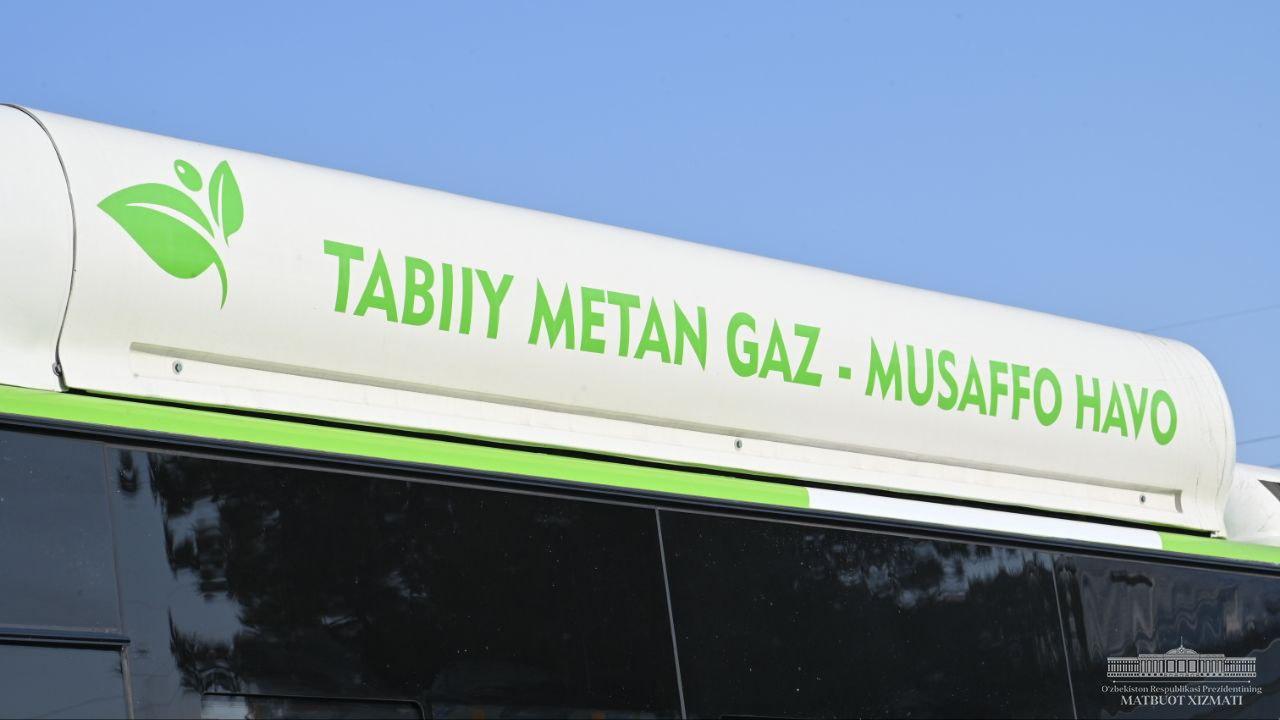 TABIIY METAN GAZ - MUSAFFO HAVO
O'zbekiston Respublikasi Prezidentining
MATBUOT XIZMATI